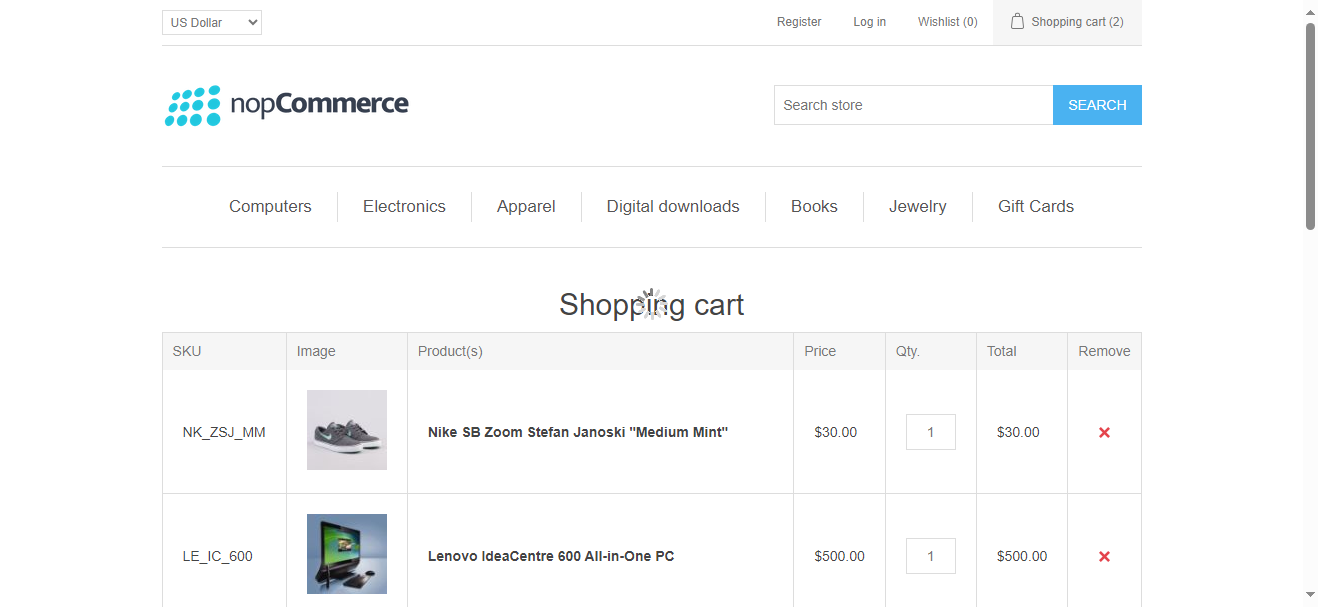 US Dollar
Register
Log in
Wishlist (0)
Shopping cart (2)
nopCommerce
Search store
SEARCH
Computers
Electronics
Apparel
Digital downloads
Books
Jewelry
Gift Cards
Shopping cart
SKU
Image
Product(s)
Price
Qty.
Total
Remove
NK_ZSJ_MM
Nike SB Zoom Stefan Janoski "Medium Mint"
$30.00
1
$30.00
LE_IC_600
Lenovo IdeaCentre 600 All-in-One PC
$500.00
1
$500.00